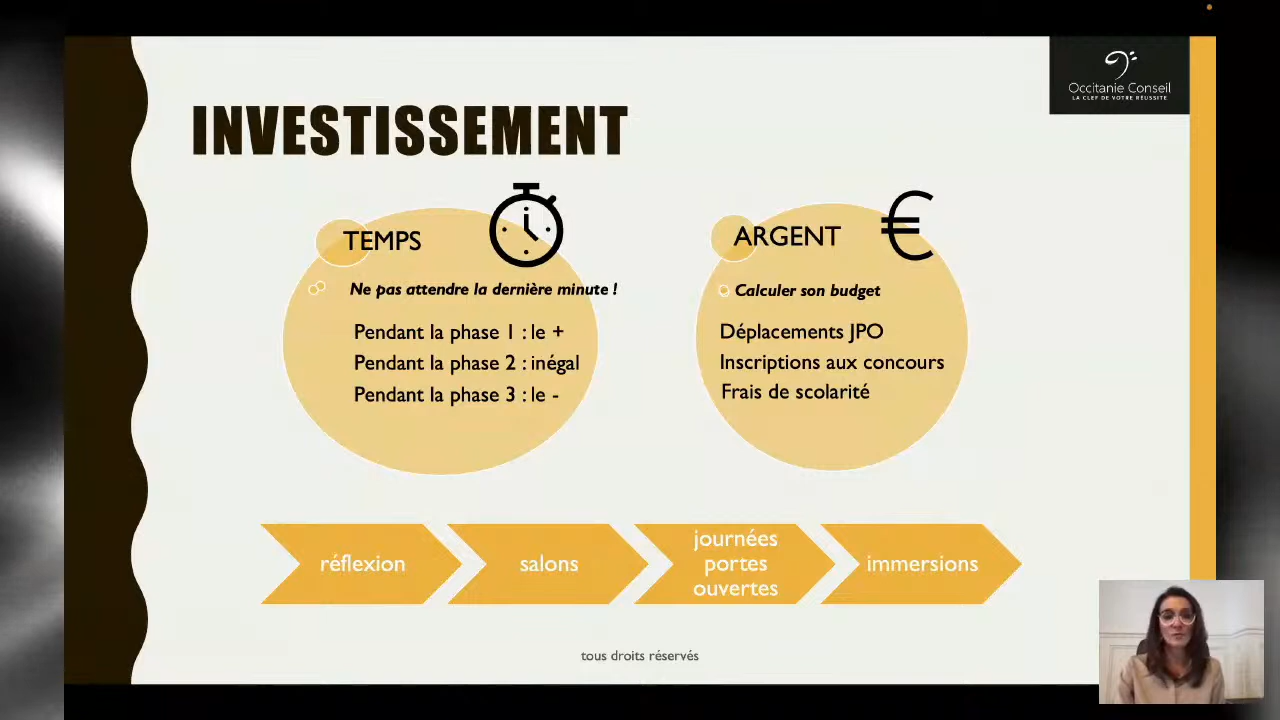 Occitanie Conseil
LA CLEF DE VOTRE RÉUSSITE
INVESTISSEMENT
TEMPS
Ne pas attendre la dernière minute !
Pendant la phase 1 : le +
Pendant la phase 2 : inégal
Pendant la phase 3 : le -
ARGENT
€
Calculer son budget
Déplacements JPO
Inscriptions aux concours
Frais de scolarité
réflexion
salons
journées
portes
ouvertes
immersions
tous droits réservés